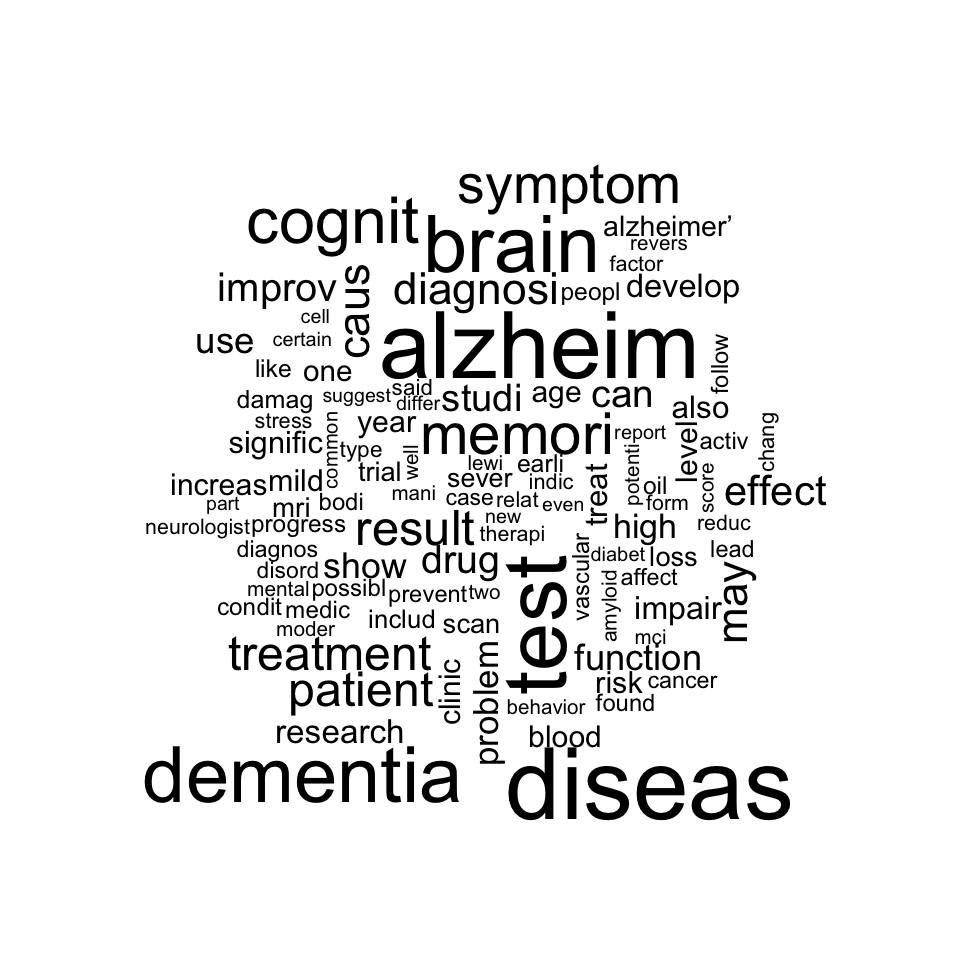 symptom
cognit
brain
alzheimer’
revers
factor
improv
caus
diagnosi
peopl
develop
cell
certain
use
alzheim
follow
like
one
damag
suggest
said
differ
studi
age
can
also
stress
common
year
memori
report
level
activ
chang
signific
type
well
trial
lewi
earli
potenti
increas
mild
mani
sever
indic
treat
oil
score
effect
part
mri
bodi
case
relat
even
form
neurologist
progress
result
new
therapi
high
reduc
diagnos
disord
show
drug
vascular
diabet
loss
lead
mental
possibl
prevent
two
test
amyloid
affect
may
condit
medic
moder
includ
scan
impair
mci
treatment
patient
clinic
problem
function
risk
cancer
behavior
found
research
blood
dementia
diseas